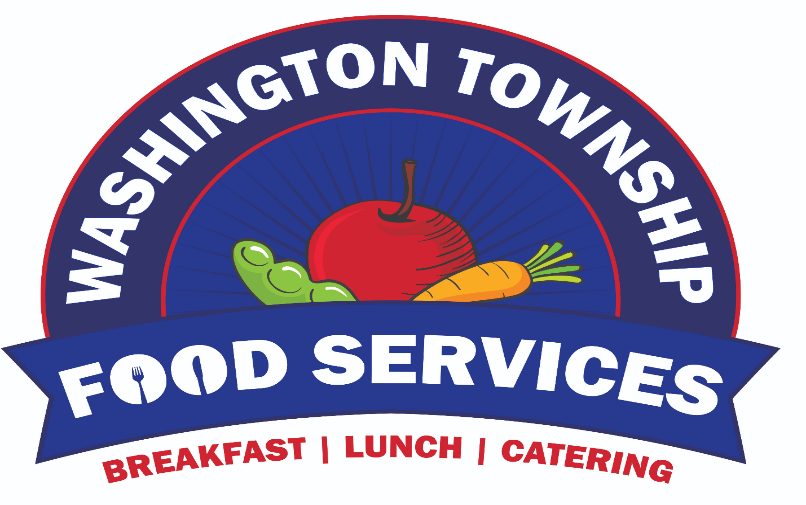 WASHINGTON TOWNSHIP
FOOD SERVICES
BREAKFAST | LUNCH | CATERING